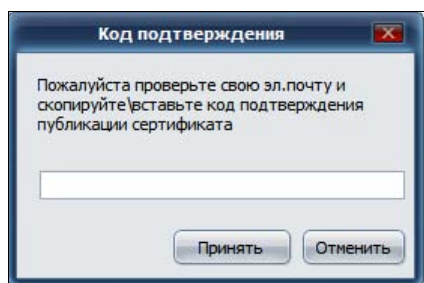 Код подтверждения
Пожалуйста проверьте свою эл.почту и
скопируйте\вставьте код подтверждения
публикации сертификата
Принять Отменить